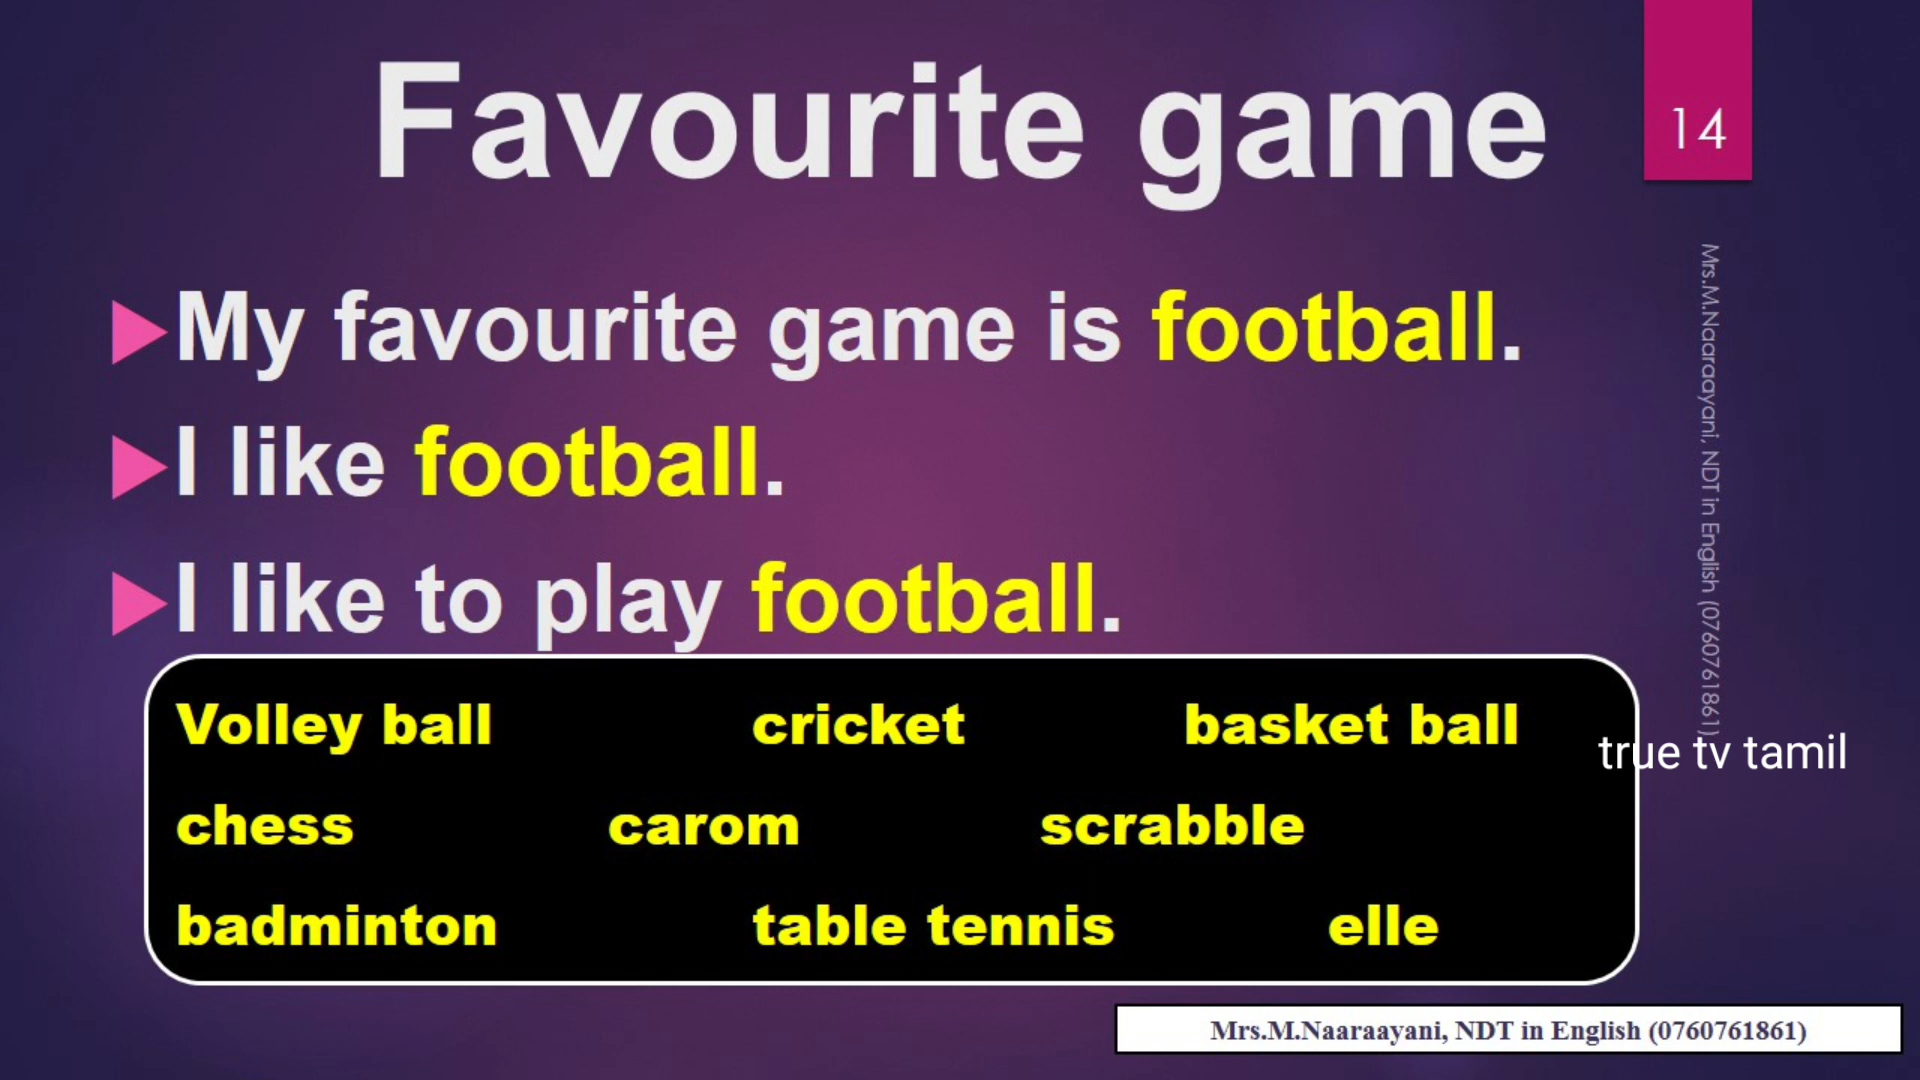 Favourite game
14
My favourite game is football.
I like football.
I like to play football.
Volley ball cricket basket ball
chess carom scrabble
badminton table tennis elle
Mrs.M.Naaraayani, NDT in English (0760761861)
true tv tamil
Mrs.M.Naaraayani, NDT in English (0760761861)